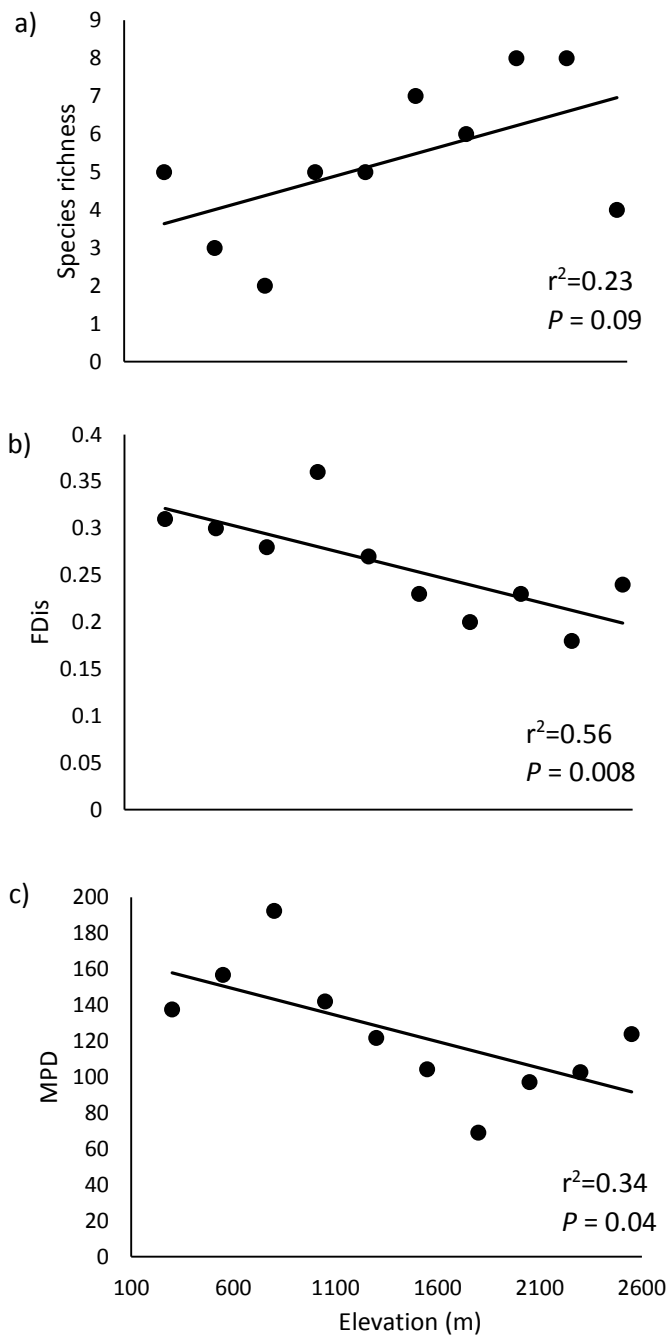 a)
Species richness
9
8
7
6
5
4
3
2
1
0
r²=0.23
P = 0.09
b)
FDis
0.4
0.35
0.3
0.25
0.2
0.15
0.1
0.05
0
r²=0.56
P = 0.008
c)
MPD
200
180
160
140
120
100
80
60
40
20
0
r²=0.34
P = 0.04
100 600 1100 1600 2100 2600
Elevation (m)